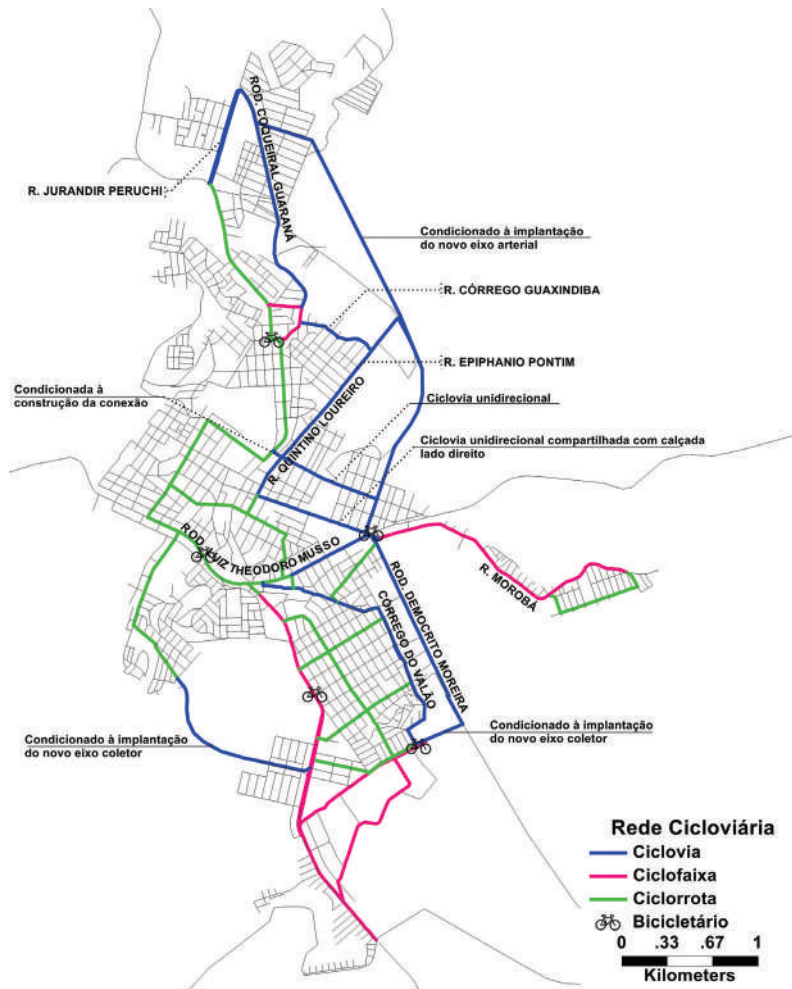 ROD. COQUEIRAL GUARANÁ
R. JURANDIR PERUCHI
Condicionado à implantação
do novo eixo arterial
R. CÓRREGO GUAXINDIBA
R. EPIPHANIO PONTIM
Condicionada à
construção da conexão
Ciclovia unidirecional
R. QUINTINO LOUREIRO
Ciclovia unidirecional compartilhada com calçada
lado direito
ROD. LUIZ THEODORO MUSSO
R. MOROBÁ
ROD. DEMOCRITO MOREIRA
CÓRREGO DO VALÃO
Condicionado à implantação
do novo eixo coletor
Condicionado à implantação
do novo eixo coletor
Rede Cicloviária
Ciclovia
Ciclofaixa
Ciclorrota
Bicicletário
0 .33 .67 1
Kilometers